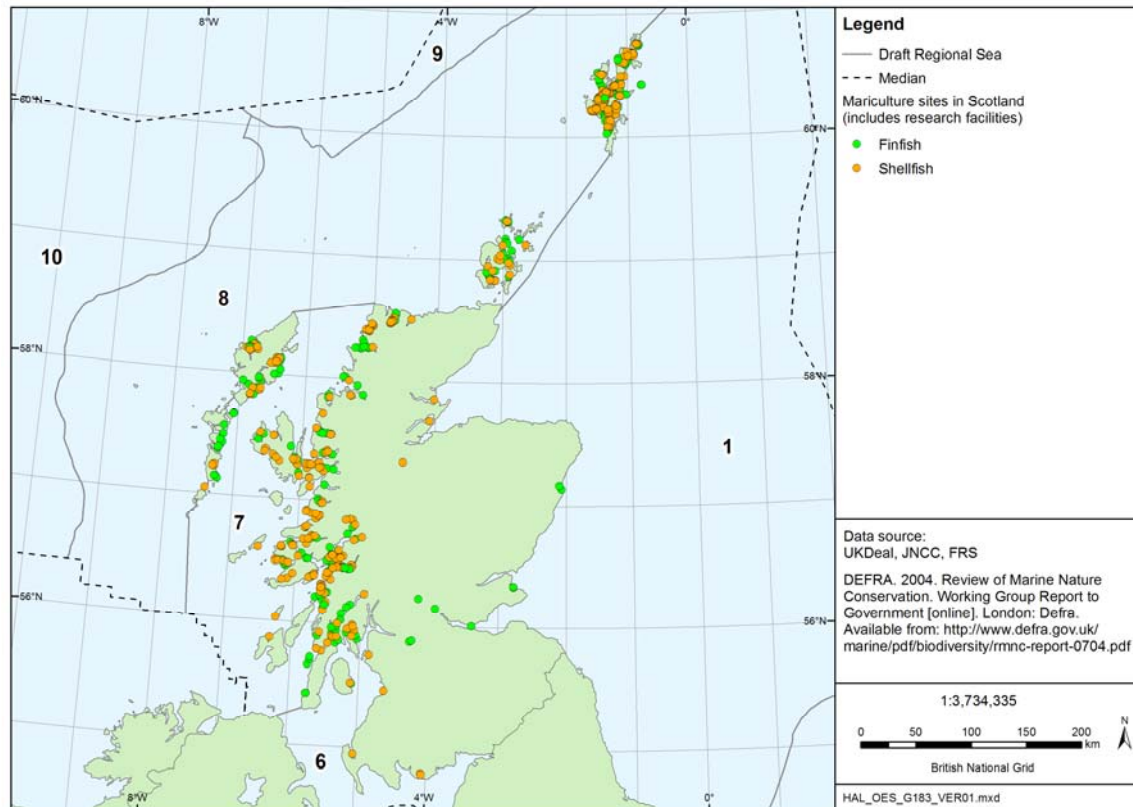 8°W
4°W
0°
60°N
60°N
58°N
58°N
56°N
56°N
8°W
4°W
0°
9
10
8
1
7
6
Legend
Draft Regional Sea
Median
Mariculture sites in Scotland
(includes research facilities)
Finfish
Shellfish
Data source:
UKDeal, JNCC, FRS
DEFRA. 2004. Review of Marine Nature
Conservation. Working Group Report to
Government [online]. London: Defra.
Available from: http://www.defra.gov.uk/
marine/pdf/biodiversity/rmnc-report-0704.pdf
1:3,734,335
0 50 100 150 200
km
N
British National Grid
HAL_OES_G183_VER01.mxd